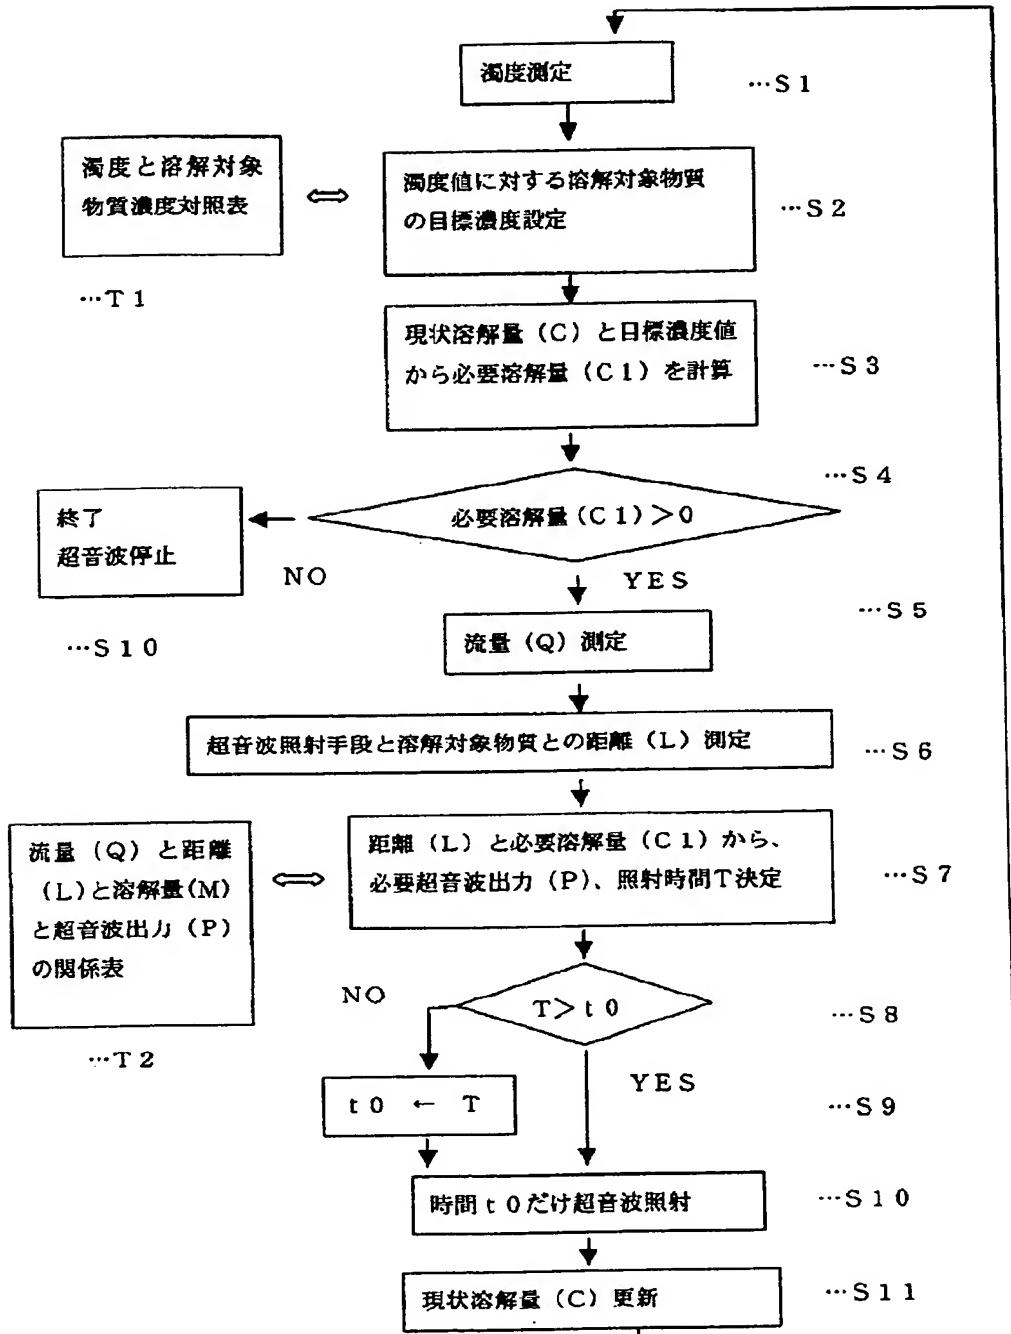 濁度測定
…S1
濁度と溶解対象
物質濃度対照表
…T1
濁度値に対する溶解対象物質
の目標濃度設定
…S2
現状溶解量(C)と目標濃度値
から必要溶解量(C1)を計算
…S3
…S4
必要溶解量(C1)>0
終了
超音波停止
NO
YES
…S10
…S5
流量(Q)測定
超音波照射手段と溶解対象物質との距離(L)測定
…S6
流量(Q)と距離
(L)と溶解量(M)
と超音波出力(P)
の関係表
…T2
距離(L)と必要溶解量(C1)から、
必要超音波出力(P)、照射時間T決定
…S7
NO
T>t0
…S8
YES
t0 ← T
…S9
時間t0だけ超音波照射
…S10
現状溶解量(C)更新
…S11